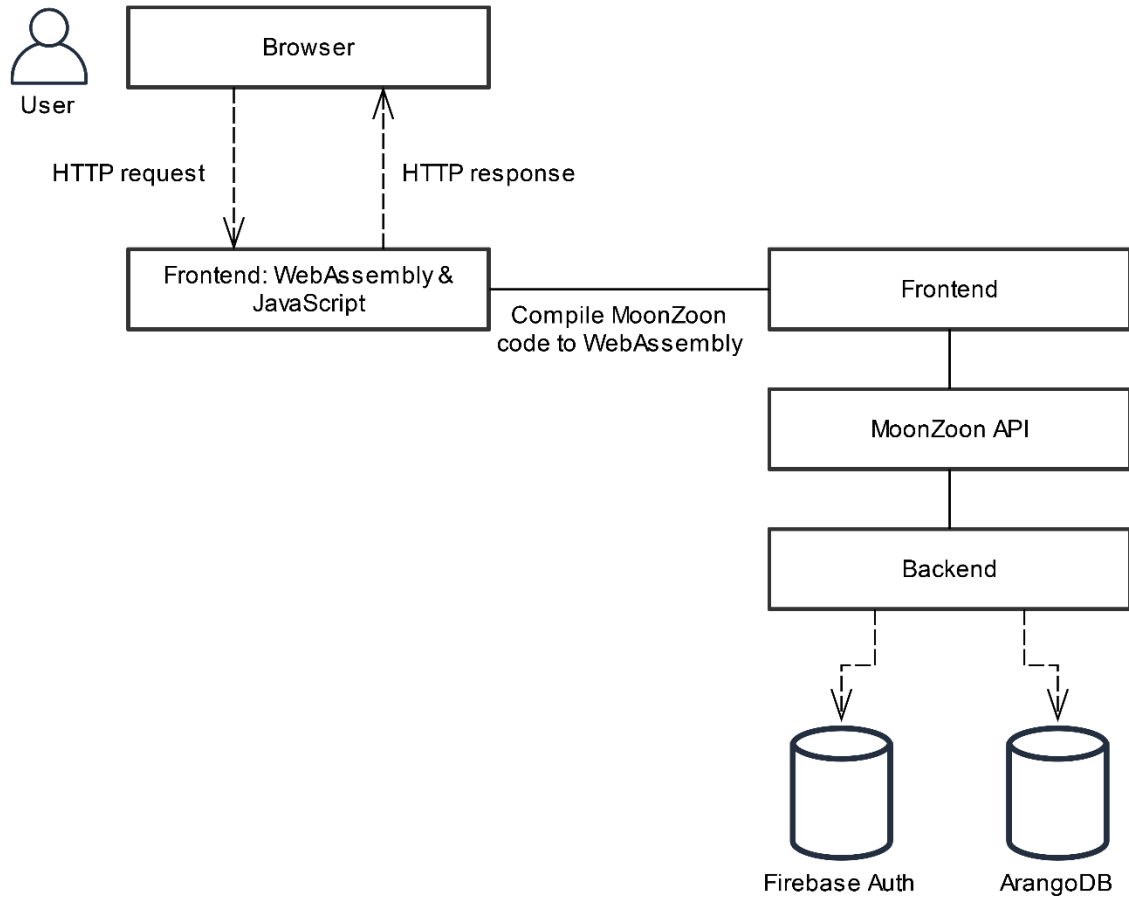 Browser
User
HTTP request
HTTP response
Frontend: WebAssembly &
JavaScript
Compile MoonZoon
code to WebAssembly
Frontend
MoonZoon API
Backend
Firebase Auth
ArangoDB